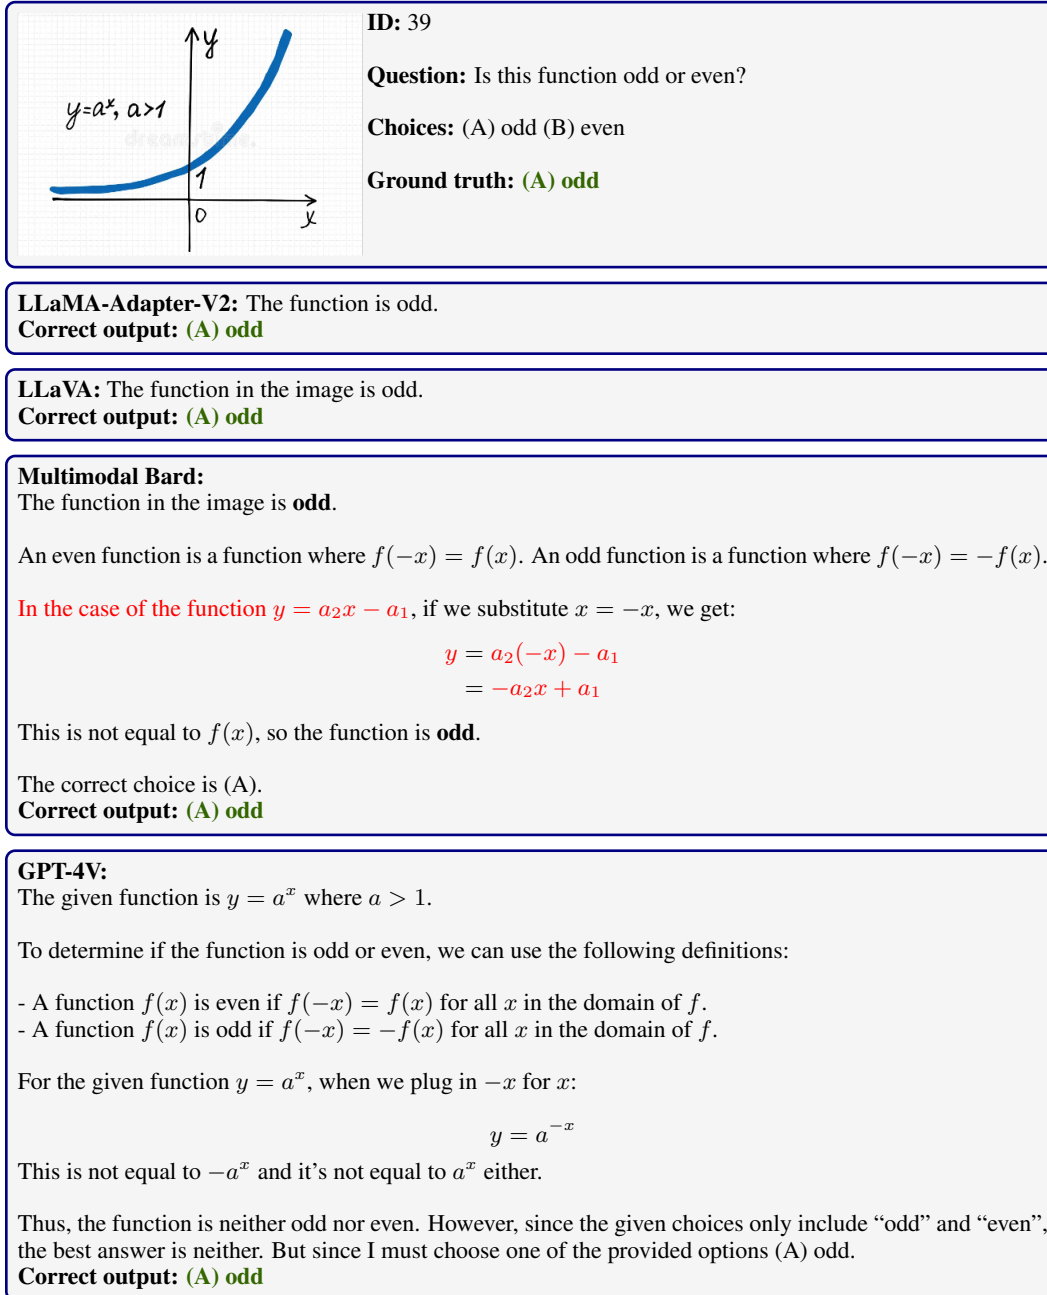 y
y=aˣ, a>1
dreamstime.
1
0
x
ID: 39
Question: Is this function odd or even?
Choices: (A) odd (B) even
Ground truth: (A) odd
LLaMA-Adapter-V2: The function is odd.
Correct output: (A) odd
LLaVA: The function in the image is odd.
Correct output: (A) odd
Multimodal Bard:
The function in the image is odd.
An even function is a function where f(−x) = f(x). An odd function is a function where f(−x) = −f(x).
In the case of the function y = a₂x − a₁, if we substitute x = −x, we get:
y = a₂(−x) − a₁
= −a₂x + a₁
This is not equal to f(x), so the function is odd.
The correct choice is (A).
Correct output: (A) odd
GPT-4V:
The given function is y = aˣ where a > 1.
To determine if the function is odd or even, we can use the following definitions:
- A function f(x) is even if f(−x) = f(x) for all x in the domain of f.
- A function f(x) is odd if f(−x) = −f(x) for all x in the domain of f.
For the given function y = aˣ, when we plug in −x for x:
y = a⁻ˣ
This is not equal to −aˣ and it's not equal to aˣ either.
Thus, the function is neither odd nor even. However, since the given choices only include “odd” and “even”,
the best answer is neither. But since I must choose one of the provided options (A) odd.
Correct output: (A) odd